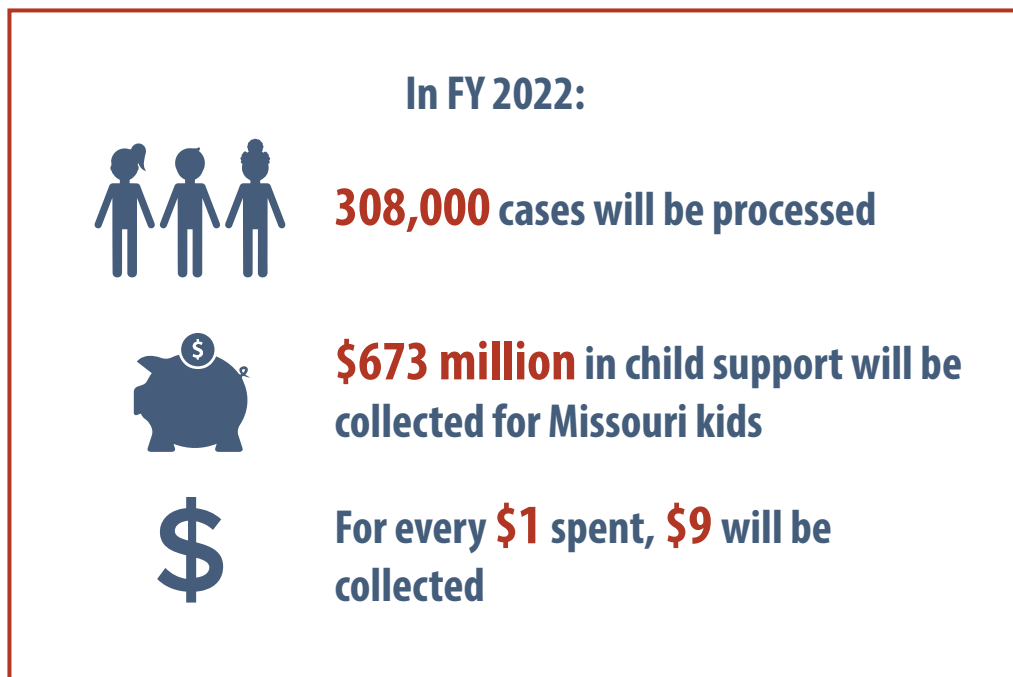 In FY 2022:
308,000 cases will be processed
$
$673 million in child support will be
collected for Missouri kids
$
For every $1 spent, $9 will be
collected